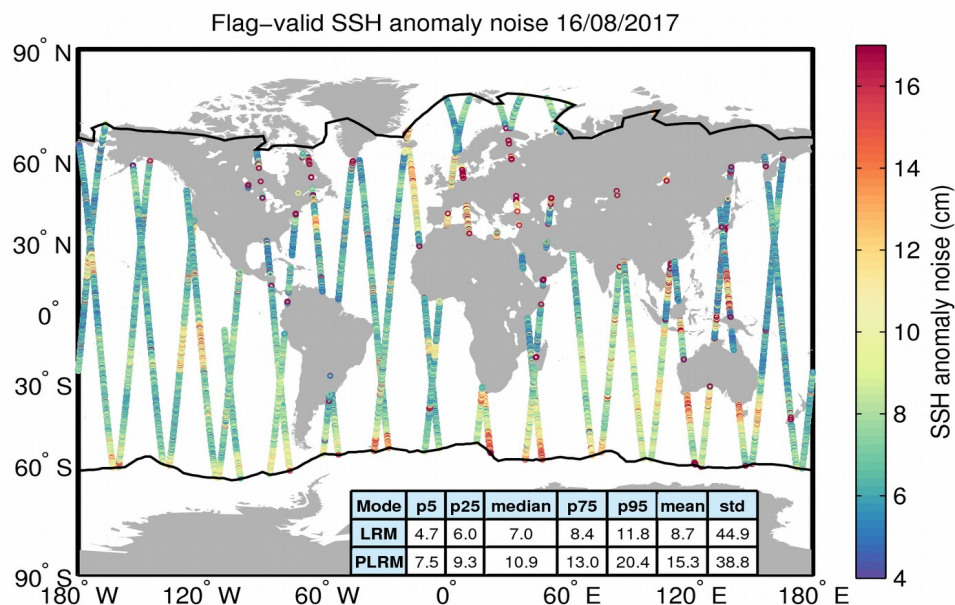 Flag−valid SSH anomaly noise 16/08/2017
90° N
60° N
30° N
0°
30° S
60° S
90° S
180° W
120° W
60° W
0°
60° E
120° E
180° E
Mode p5 p25 median p75 p95 mean std
LRM 4.7 6.0 7.0 8.4 11.8 8.7 44.9
PLRM 7.5 9.3 10.9 13.0 20.4 15.3 38.8
16
14
12
10
8
6
4
SSH anomaly noise (cm)